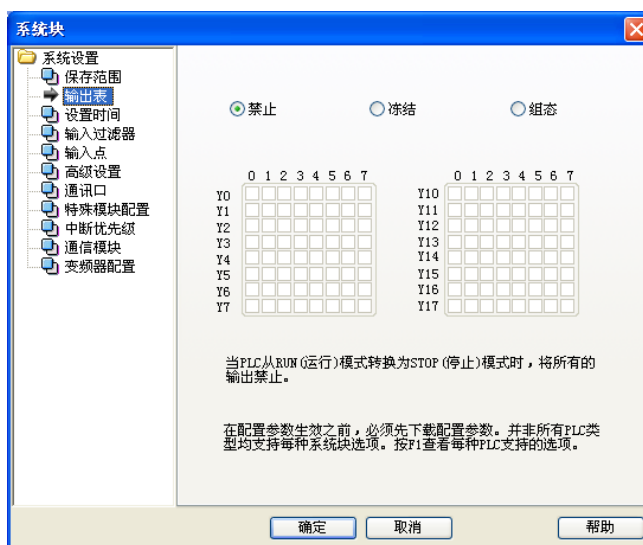 系统块
系统设置
保存范围
输出表
设置时间
输入过滤器
输入点
高级设置
通讯口
特殊模块配置
中断优先级
通信模块
变频器配置
禁止 冻结 组态
0 1 2 3 4 5 6 7 0 1 2 3 4 5 6 7
Y0 Y10
Y1 Y11
Y2 Y12
Y3 Y13
Y4 Y14
Y5 Y15
Y6 Y16
Y7 Y17
当PLC从RUN(运行)模式转换为STOP(停止)模式时，将所有的
输出禁止。
在配置参数生效之前，必须先下载配置参数。并非所有PLC类
型均支持每种系统块选项。按F1查看每种PLC支持的选项。
确定 取消 帮助